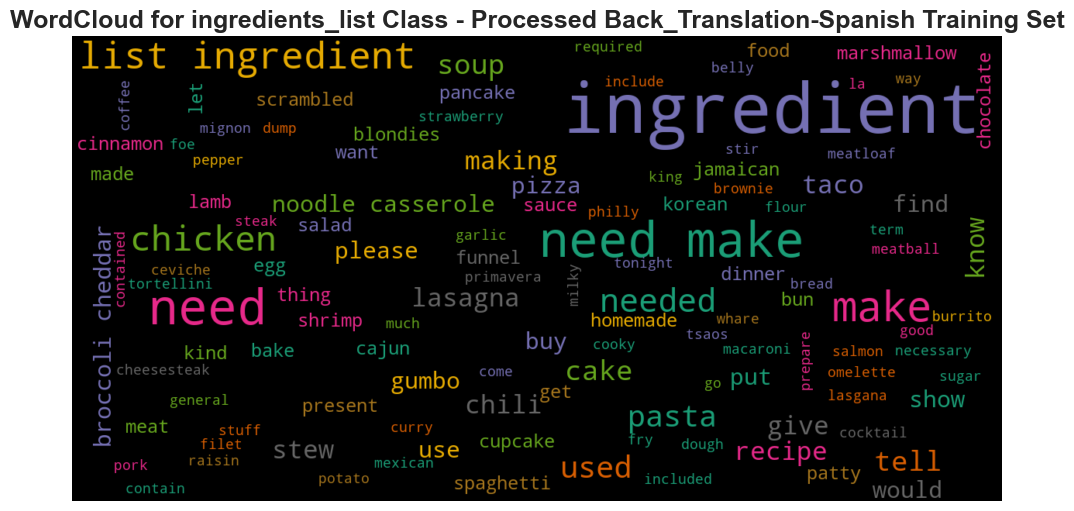 WordCloud for ingredients_list Class - Processed Back_Translation-Spanish Training Set
list ingredient
soup
required
food
marshmallow
belly
include
la
way
chocolate
ingredient
coffee
let
scrambled
pancake
strawberry
mignon
dump
blondies
cinnamon
foe
pepper
want
making
stir
meatloaf
made
jamaican
king
pizza
brownie
taco
lamb
noodle casserole
sauce
philly
korean
flour
find
steak
salad
chicken
please
garlic
need make
term
meatball
know
contained
broccoli cheddar
ceviche
egg
funnel
tonight
dinner
primavera
milky
bread
tortellini
need
thing
lasagna
needed
bun
make
shrimp
much
homemade
whare
burrito
good
tsaos
kind
bake
cajun
buy
cooky
macaroni
prepare
salmon
necessary
cheesesteak
gumbo
come
cake
go
put
omelette
sugar
general
present
chili
get
lasgana
show
meat
stuff
curry
pasta
give
cocktail
filet
stew
use
cupcake
fry
dough
recipe
pork
raisin
mexican
used
included
patty
tell
contain
potato
spaghetti
would